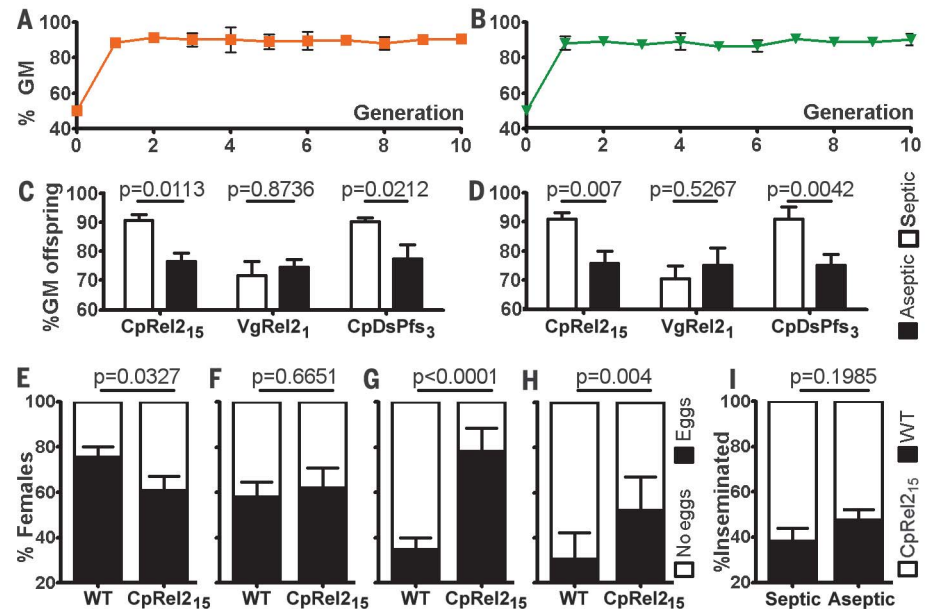 A
B
% GM
100
80
60
40
0
2
4
6
8
10
Generation
100
80
60
40
0
2
4
6
8
10
Generation
C
D
%GM offspring
100
90
80
70
60
p=0.0113
p=0.8736
p=0.0212
CpRel2₁₅
VgRel2₁
CpDsPfs₃
100
90
80
70
60
p=0.007
p=0.5267
p=0.0042
CpRel2₁₅
VgRel2₁
CpDsPfs₃
Aseptic
Septic
E
F
G
H
I
p=0.0327
p=0.6651
p<0.0001
p=0.004
p=0.1985
% Females
100
80
60
40
20
WT
CpRel2₁₅
WT
CpRel2₁₅
WT
CpRel2₁₅
WT
CpRel2₁₅
No eggs
Eggs
%Inseminated
100
80
60
40
20
Septic
Aseptic
CpRel2₁₅
WT